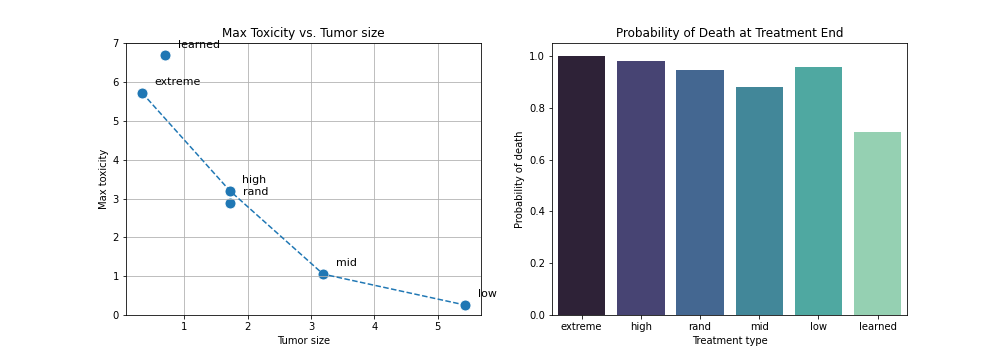 Max Toxicity vs. Tumor size
Max toxicity
7
6
5
4
3
2
1
0
learned
extreme
high
rand
mid
low
1 2 3 4 5
Tumor size
Probability of Death at Treatment End
Probability of death
1.0
0.8
0.6
0.4
0.2
0.0
extreme high rand mid low learned
Treatment type